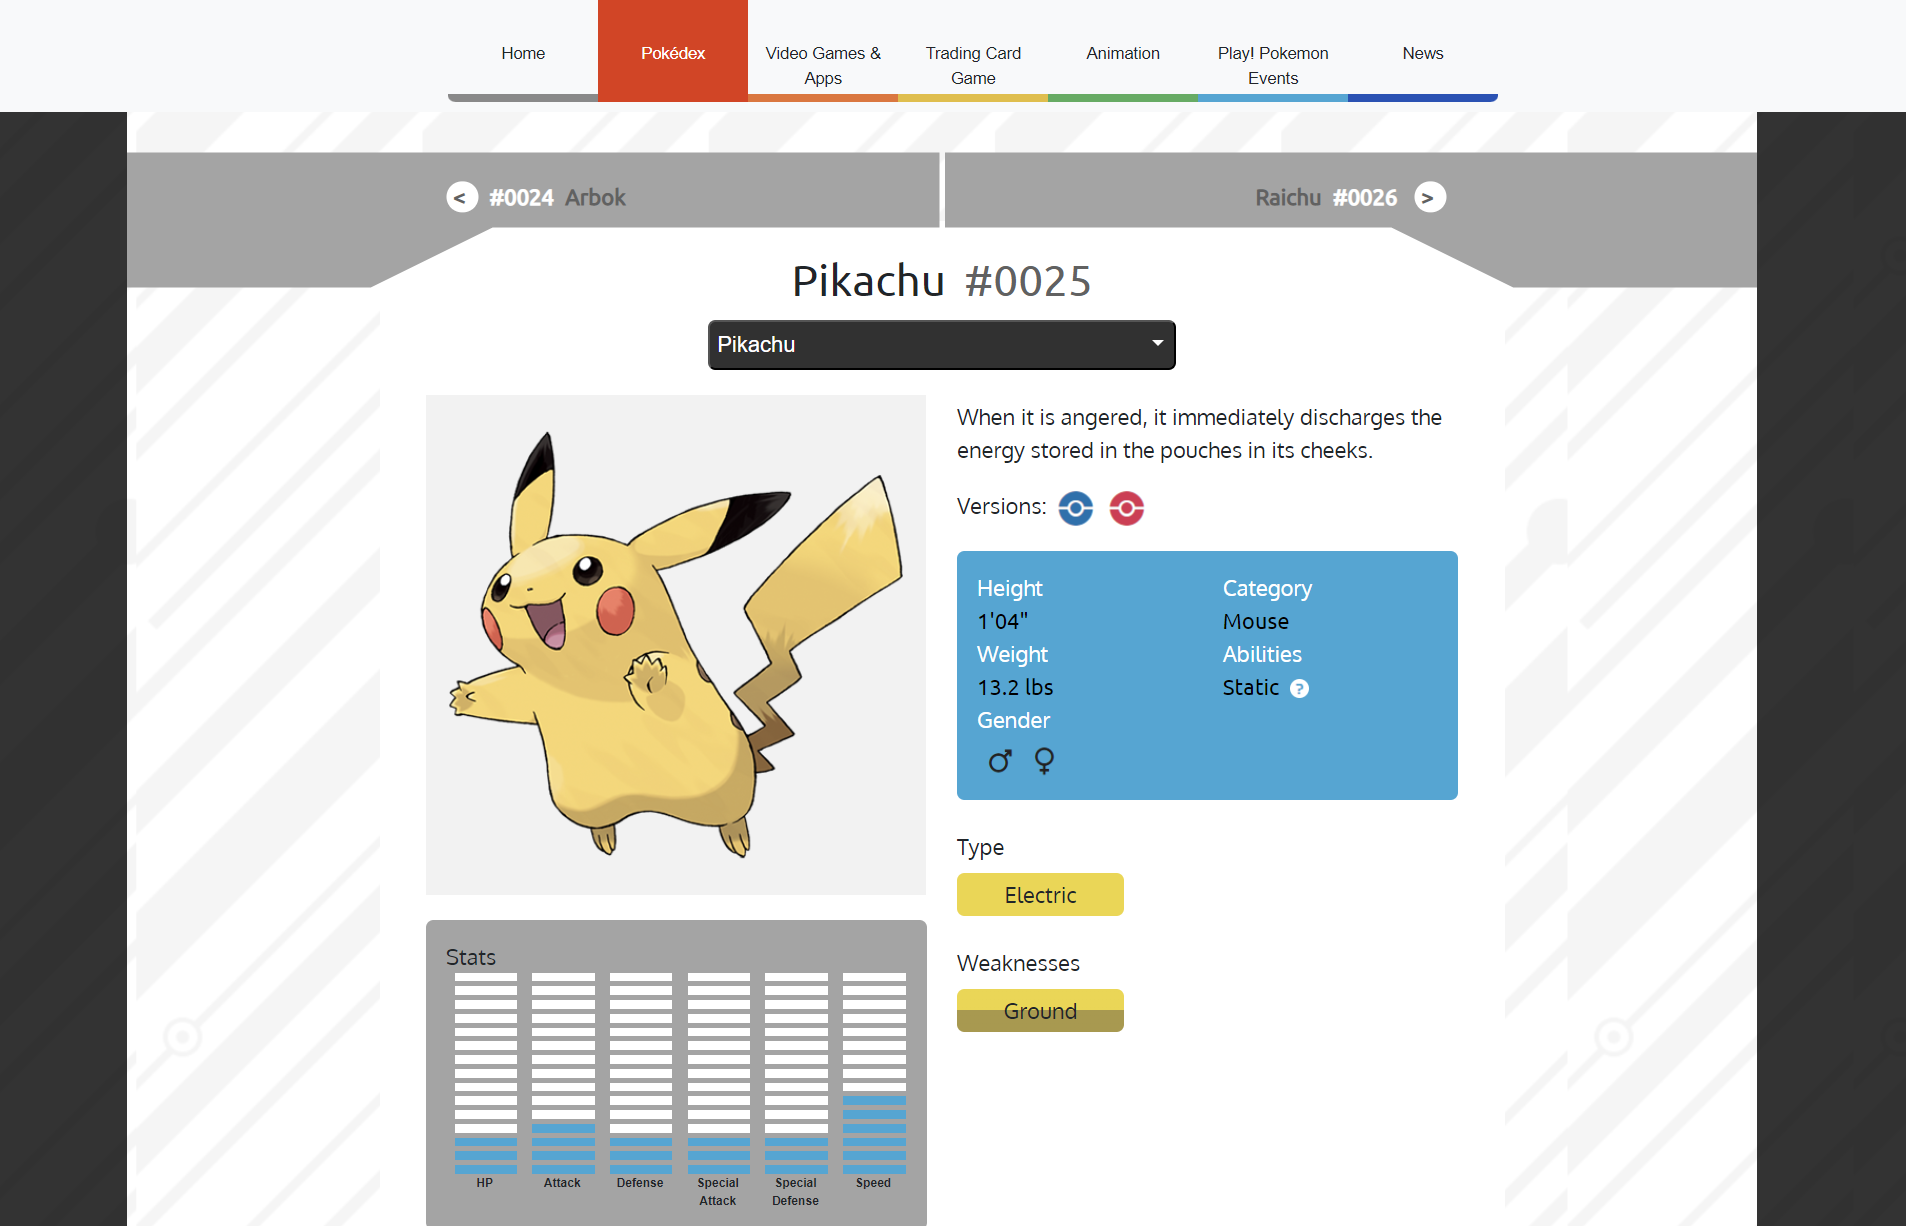 Home
Pokédex
Video Games &
Apps
Trading Card
Game
Animation
Play! Pokemon
Events
News
< #0024 Arbok
Raichu #0026 >
Pikachu #0025
Pikachu
When it is angered, it immediately discharges the
energy stored in the pouches in its cheeks.
Versions:
Height
1'04"
Weight
13.2 lbs
Gender
♂ ♀
Category
Mouse
Abilities
Static ?
Type
Electric
Weaknesses
Ground
Stats
HP
Attack
Defense
Special
Attack
Special
Defense
Speed